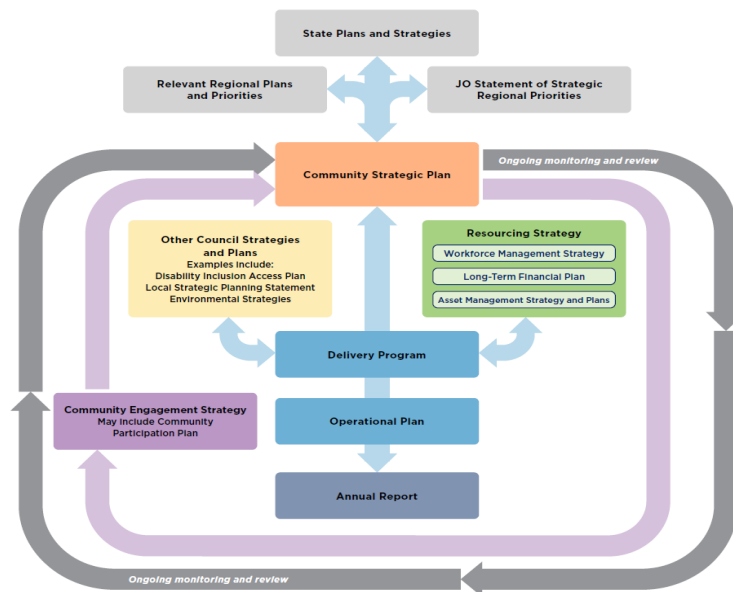 State Plans and Strategies
Relevant Regional Plans
and Priorities
JO Statement of Strategic
Regional Priorities
Community Strategic Plan
Ongoing monitoring and review
Other Council Strategies
and Plans
Examples Include:
Disability Inclusion Access Plan
Local Strategic Planning Statement
Environmental Strategies
Resourcing Strategy
Workforce Management Strategy
Long-Term Financial Plan
Asset Management Strategy and Plans
Delivery Program
Community Engagement Strategy
May Include Community
Participation Plan
Operational Plan
Annual Report
Ongoing monitoring and review